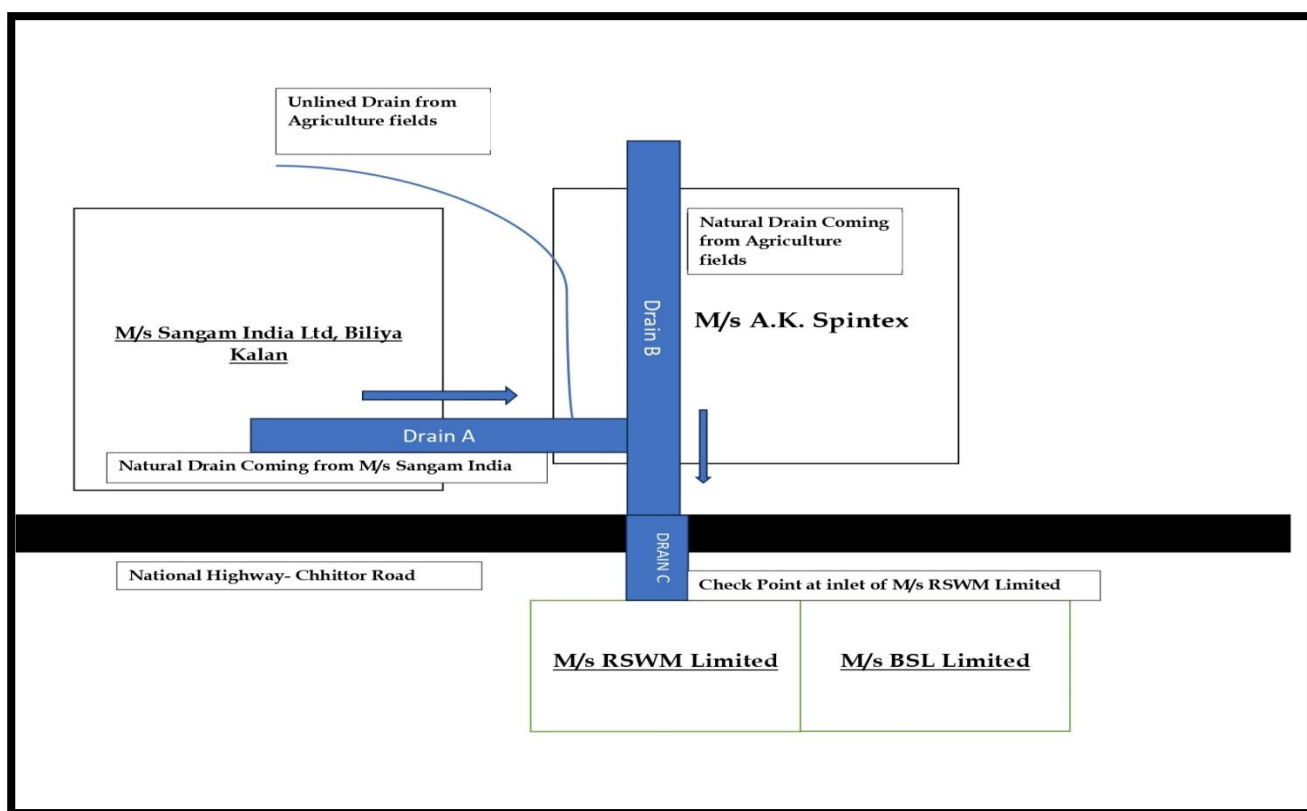 Unlined Drain from
Agriculture fields
Natural Drain Coming
from Agriculture
fields
M/s Sangam India Ltd, Biliya
Kalan
Drain B
M/s A.K. Spintex
Drain A
Natural Drain Coming from M/s Sangam India
DRAIN C
National Highway- Chhittor Road
Check Point at inlet of M/s RSWM Limited
M/s RSWM Limited
M/s BSL Limited